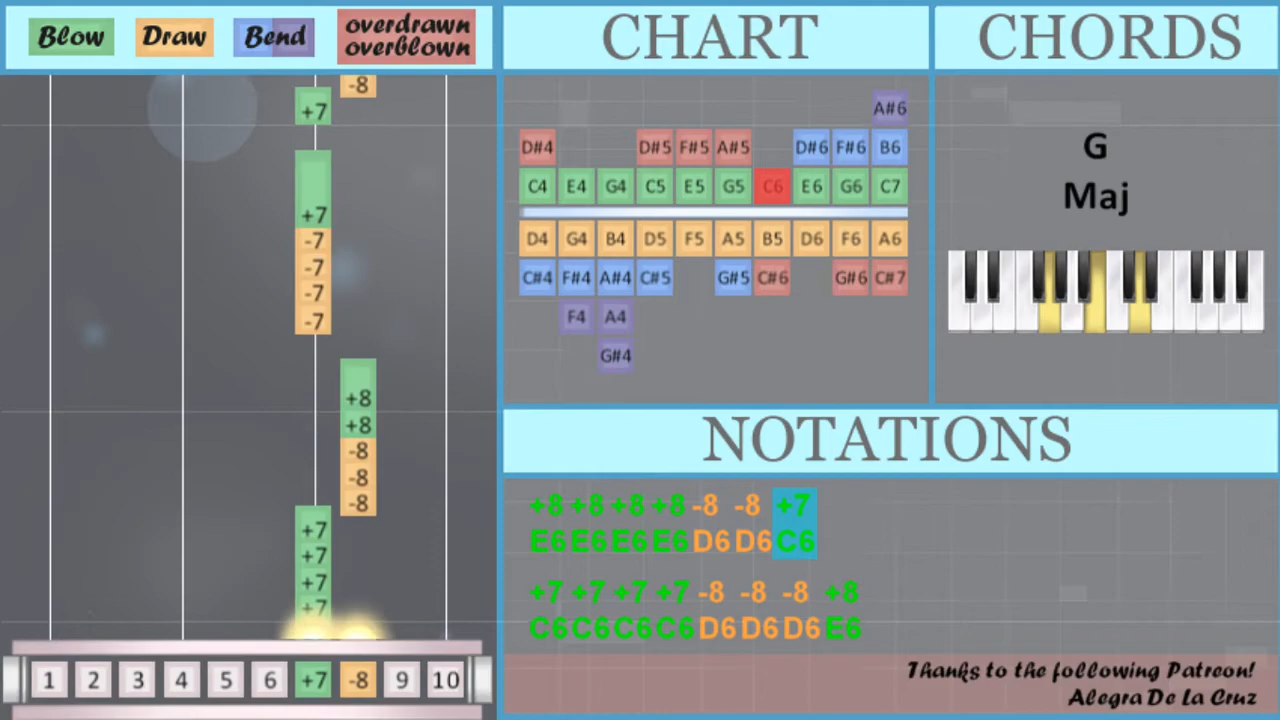 Blow Draw Bend overdrawn
overblown
CHART
CHORDS
-8
+7
+7
-7
-7
-7
-7
+8
+8
-8
-8
-8
+7
+7
+7
+7
1 2 3 4 5 6 +7 -8 9 10
A#6
D#4 D#5 F#5 A#5 D#6 F#6 B6
C4 E4 G4 C5 E5 G5 C6 E6 G6 C7
D4 G4 B4 D5 F5 A5 B5 D6 F6 A6
C#4 F#4 A#4 C#5 G#5 C#6 G#6 C#7
F4 A4
G#4
G
Maj
NOTATIONS
+8 +8 +8 +8 -8 -8 +7
E6 E6 E6 E6 D6 D6 C6
+7 +7 +7 +7 -8 -8 -8 +8
C6 C6 C6 C6 D6 D6 D6 E6
Thanks to the following Patreon!
Alegra De La Cruz